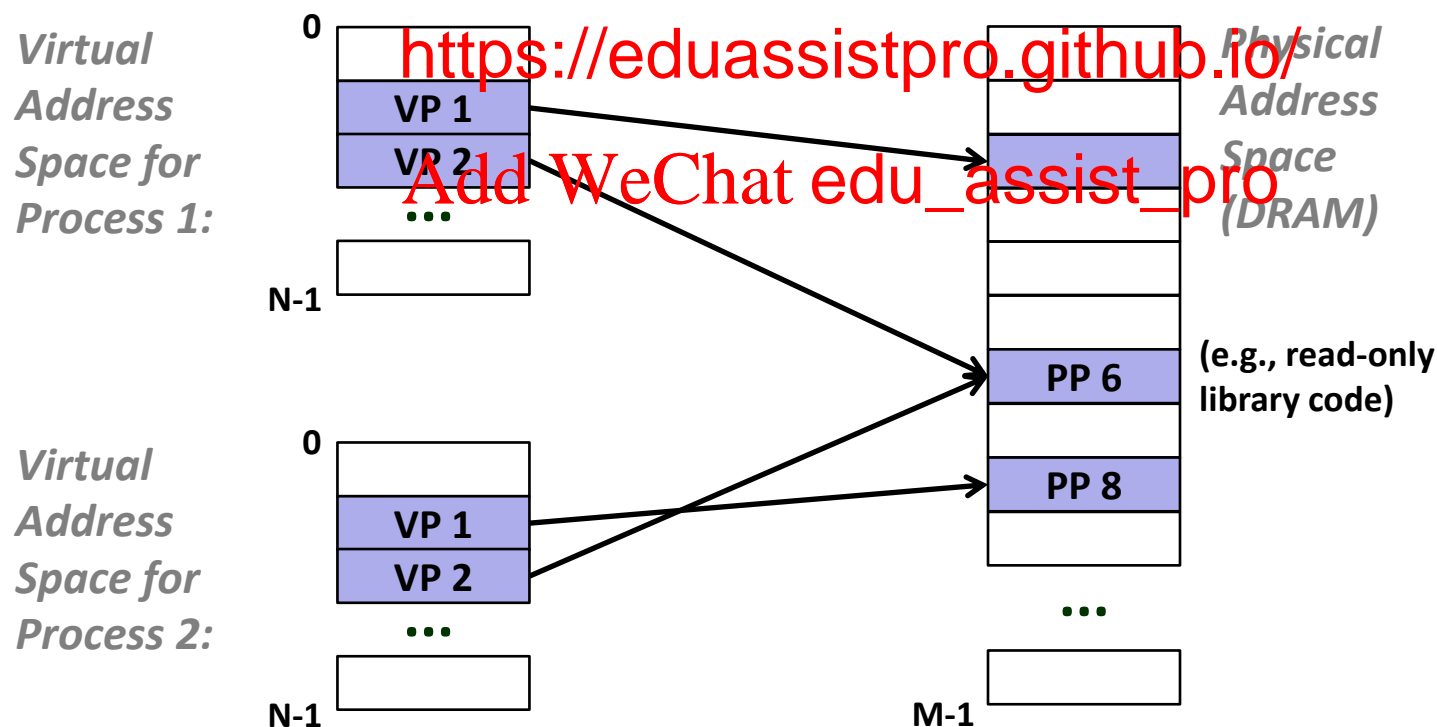 Virtual
Address
Space for
Process 1:
0
VP 1
VP 2
...
N-1
https://eduassistpro.github.io/
Add WeChat edu_assist_pro
Physical
Address
Space
(DRAM)
PP 6
(e.g., read-only
library code)
PP 8
...
M-1
Virtual
Address
Space for
Process 2:
0
VP 1
VP 2
...
N-1